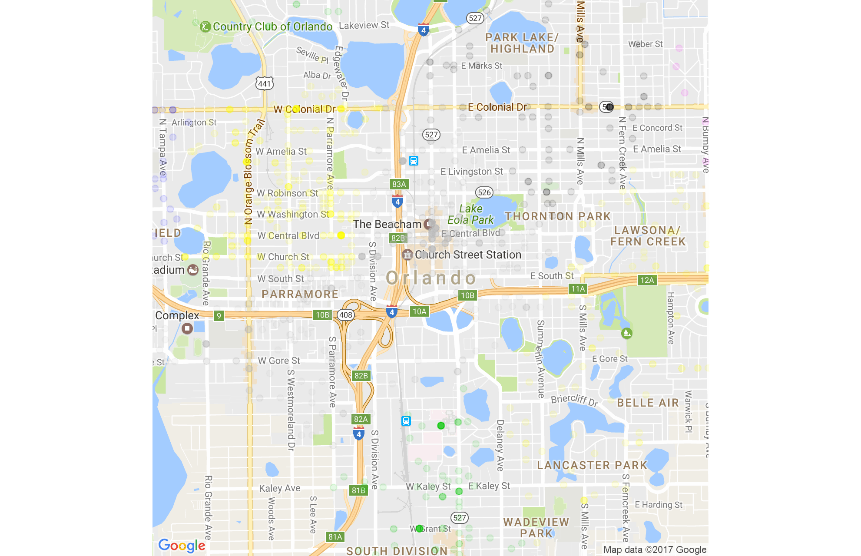 Country Club of Orlando
Lakeview St
527
4
N Mills Ave
PARK LAKE/
HIGHLAND
Weber St
Seville Pl
Edgewater Dr
Alba Dr
E Marks St
441
W Colonial Dr
E Colonial Dr
50
Arlington St
N Tampa Ave
N Orange Blossom Trail
N Parramore Ave
527
E Concord St
N Bumby Ave
W Amelia St
E Amelia St
E Amelia St
N Mills Ave
N Fern Creek Ave
E Livingston St
83A
W Robinson St
526
4
Lake
Eola Park
W Washington St
THORNTON PARK
The Beacham
W Central Blvd
E Central Blvd
82B
LAWSONA/
FERN CREEK
FIELD
Rio Grande Ave
S Division Ave
W Church St
Church Street Station
urch St
adium
W South St
Orlando
E South St
12A
11A
10B
PARRAMORE
Complex
9
10B
408
4
10A
S Mills Ave
Hampton Ave
Summerlin Ave
S Parramore Ave
W Gore St
E Gore St
82B
S Westmoreland Dr
Briercliff Dr
BELLE AIR
Warwick Pl
82A
4
S Division Ave
Delaney Ave
LANCASTER PARK
Rio Grande Ave
Kaley Ave
81B
W Kaley St
E Kaley St
Woods Ave
S Lee Ave
S Mills Ave
S Ferncreek Ave
E Harding St
527
W Grant St
WADEVIEW
PARK
81A
SOUTH DIVISION
Google
Map data ©2017 Google